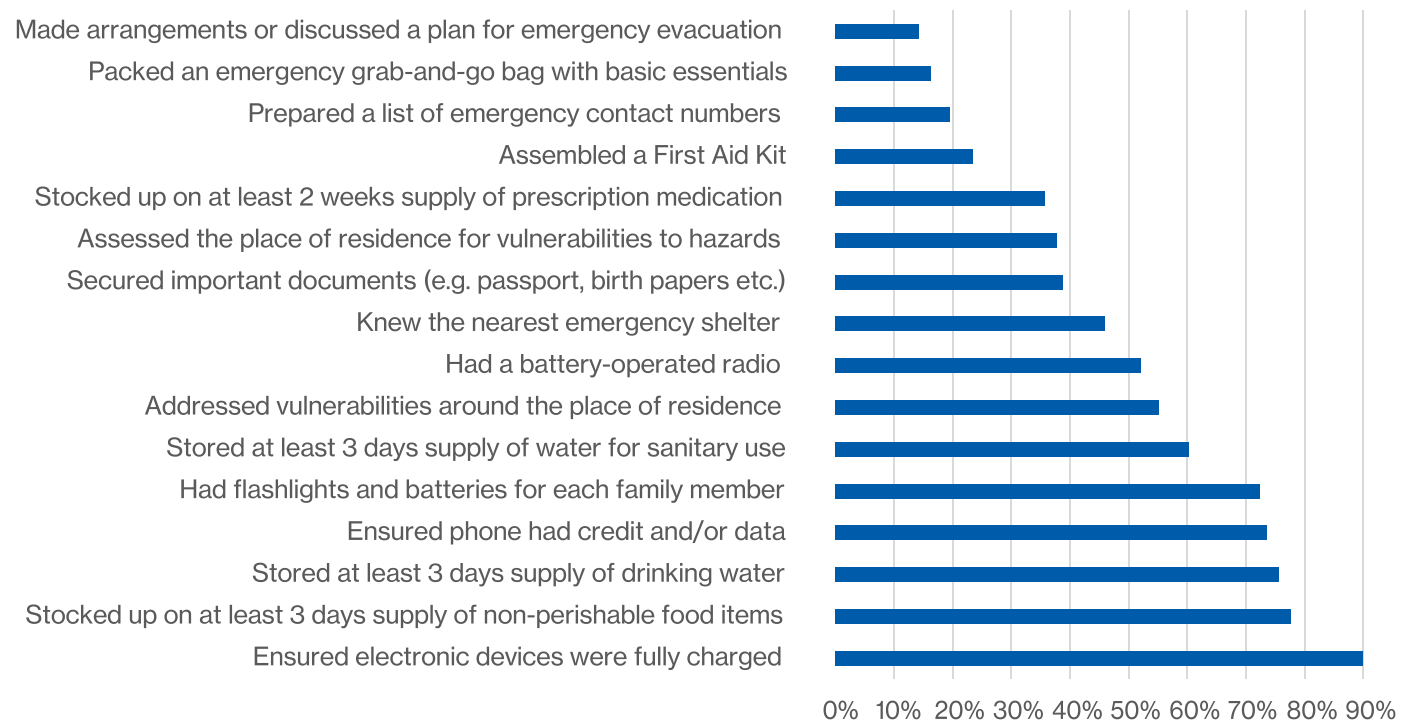 Made arrangements or discussed a plan for emergency evacuation
Packed an emergency grab-and-go bag with basic essentials
Prepared a list of emergency contact numbers
Assembled a First Aid Kit
Stocked up on at least 2 weeks supply of prescription medication
Assessed the place of residence for vulnerabilities to hazards
Secured important documents (e.g. passport, birth papers etc.)
Knew the nearest emergency shelter
Had a battery-operated radio
Addressed vulnerabilities around the place of residence
Stored at least 3 days supply of water for sanitary use
Had flashlights and batteries for each family member
Ensured phone had credit and/or data
Stored at least 3 days supply of drinking water
Stocked up on at least 3 days supply of non-perishable food items
Ensured electronic devices were fully charged
0% 10% 20% 30% 40% 50% 60% 70% 80% 90%